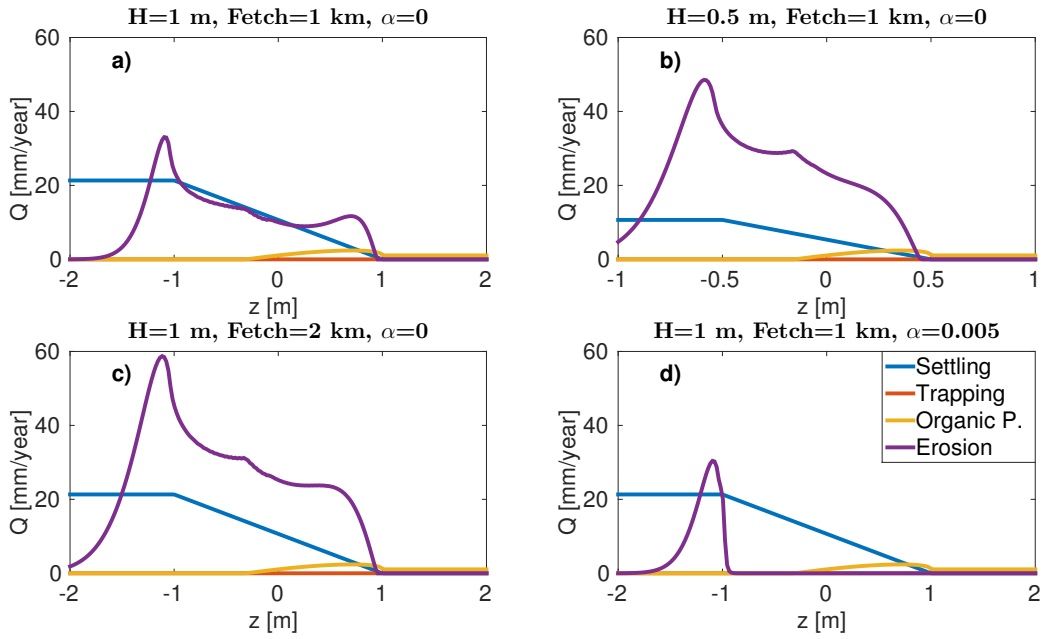 H=1 m, Fetch=1 km, α=0
60
40
20
0
Q [mm/year]
a)
-2 -1 0 1 2
z [m]
H=0.5 m, Fetch=1 km, α=0
60
40
20
0
Q [mm/year]
b)
-1 -0.5 0 0.5 1
z [m]
H=1 m, Fetch=2 km, α=0
60
40
20
0
Q [mm/year]
c)
-2 -1 0 1 2
z [m]
H=1 m, Fetch=1 km, α=0.005
60
40
20
0
Q [mm/year]
d)
Settling
Trapping
Organic P.
Erosion
-2 -1 0 1 2
z [m]